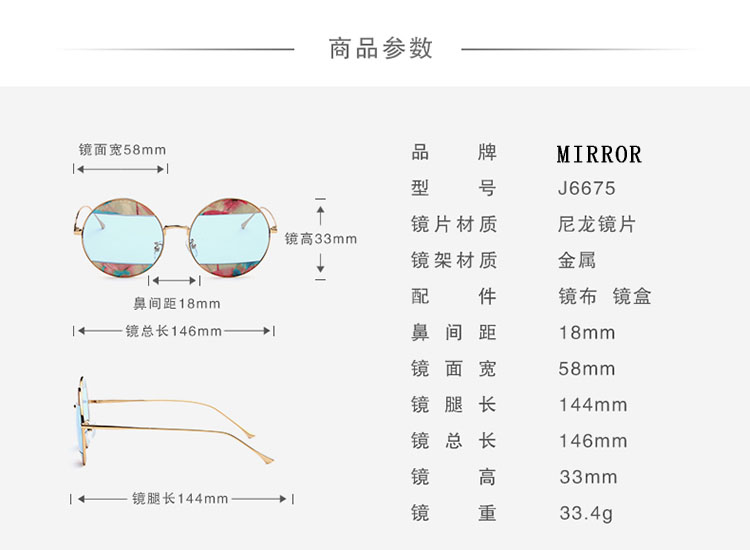 商品参数
镜面宽58mm
镜高33mm
鼻间距18mm
镜总长146mm
镜腿长144mm
品牌 MIRROR
型号 J6675
镜片材质 尼龙镜片
镜架材质 金属
配件 镜布 镜盒
鼻间距 18mm
镜面宽 58mm
镜腿长 144mm
镜总长 146mm
镜高 33mm
镜重 33.4g